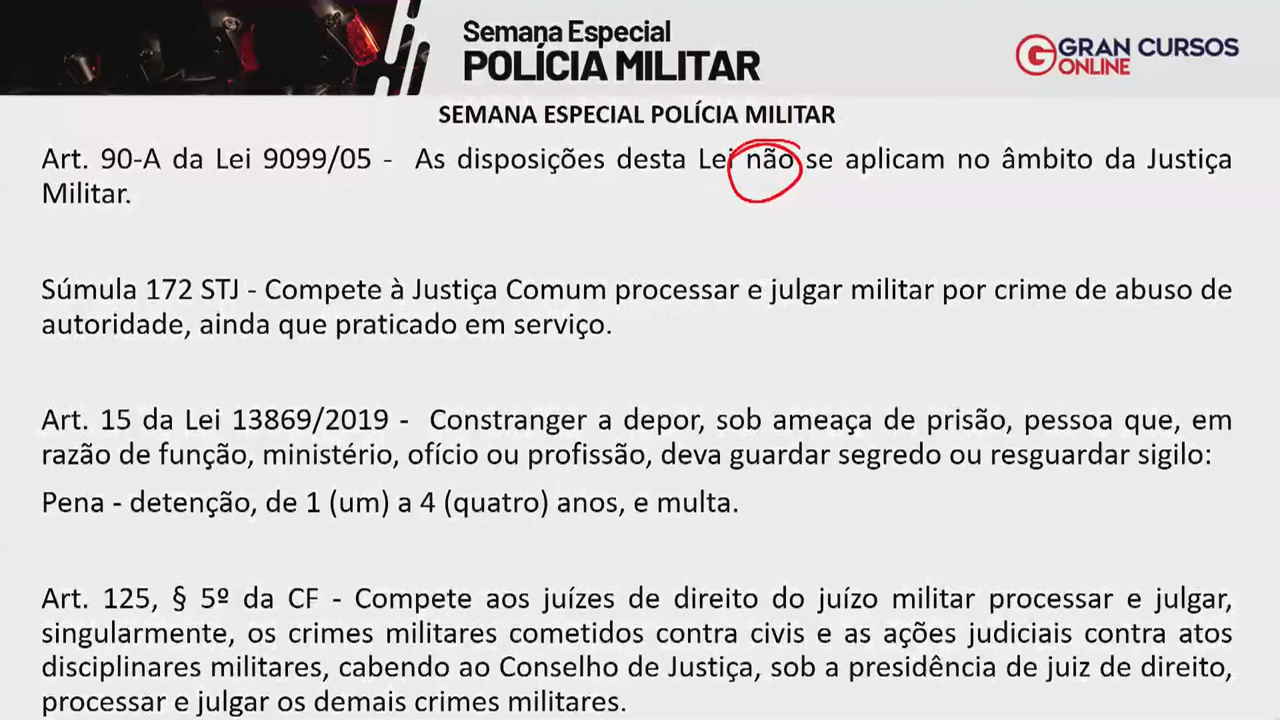 Semana Especial
POLÍCIA MILITAR
GRAN CURSOS
ONLINE
SEMANA ESPECIAL POLÍCIA MILITAR
Art. 90-A da Lei 9099/05 - As disposições desta Lei não se aplicam no âmbito da Justiça
Militar.
Súmula 172 STJ - Compete à Justiça Comum processar e julgar militar por crime de abuso de
autoridade, ainda que praticado em serviço.
Art. 15 da Lei 13869/2019 - Constranger a depor, sob ameaça de prisão, pessoa que, em
razão de função, ministério, ofício ou profissão, deva guardar segredo ou resguardar sigilo:
Pena - detenção, de 1 (um) a 4 (quatro) anos, e multa.
Art. 125, § 5º da CF - Compete aos juízes de direito do juízo militar processar e julgar,
singularmente, os crimes militares cometidos contra civis e as ações judiciais contra atos
disciplinares militares, cabendo ao Conselho de Justiça, sob a presidência de juiz de direito,
processar e julgar os demais crimes militares.